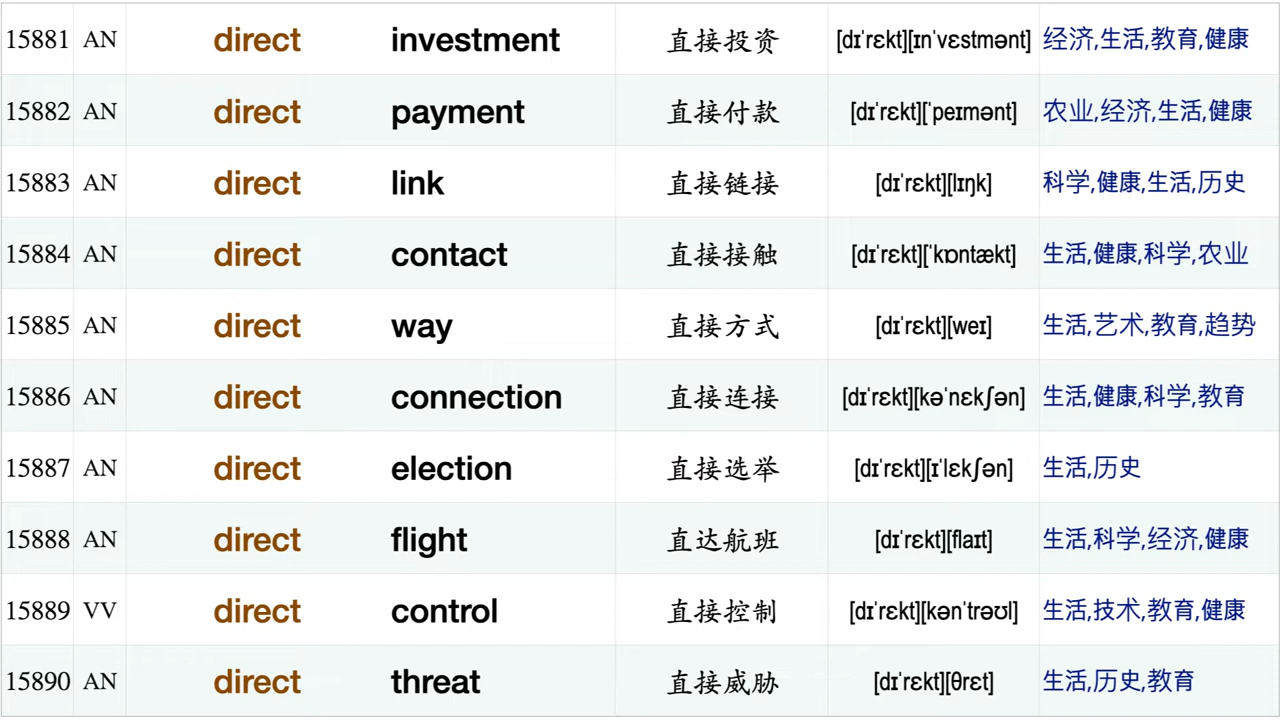 15881 AN direct investment 直接投资 [dɪˈrɛkt][ɪnˈvɛstmənt] 经济,生活,教育,健康
15882 AN direct payment 直接付款 [dɪˈrɛkt][ˈpeɪmənt] 农业,经济,生活,健康
15883 AN direct link 直接链接 [dɪˈrɛkt][lɪŋk] 科学,健康,生活,历史
15884 AN direct contact 直接接触 [dɪˈrɛkt][ˈkɒntækt] 生活,健康,科学,农业
15885 AN direct way 直接方式 [dɪˈrɛkt][weɪ] 生活,艺术,教育,趋势
15886 AN direct connection 直接连接 [dɪˈrɛkt][kəˈnɛkʃən] 生活,健康,科学,教育
15887 AN direct election 直接选举 [dɪˈrɛkt][ɪˈlɛkʃən] 生活,历史
15888 AN direct flight 直达航班 [dɪˈrɛkt][flaɪt] 生活,科学,经济,健康
15889 VV direct control 直接控制 [dɪˈrɛkt][kənˈtrəʊl] 生活,技术,教育,健康
15890 AN direct threat 直接威胁 [dɪˈrɛkt][θrɛt] 生活,历史,教育